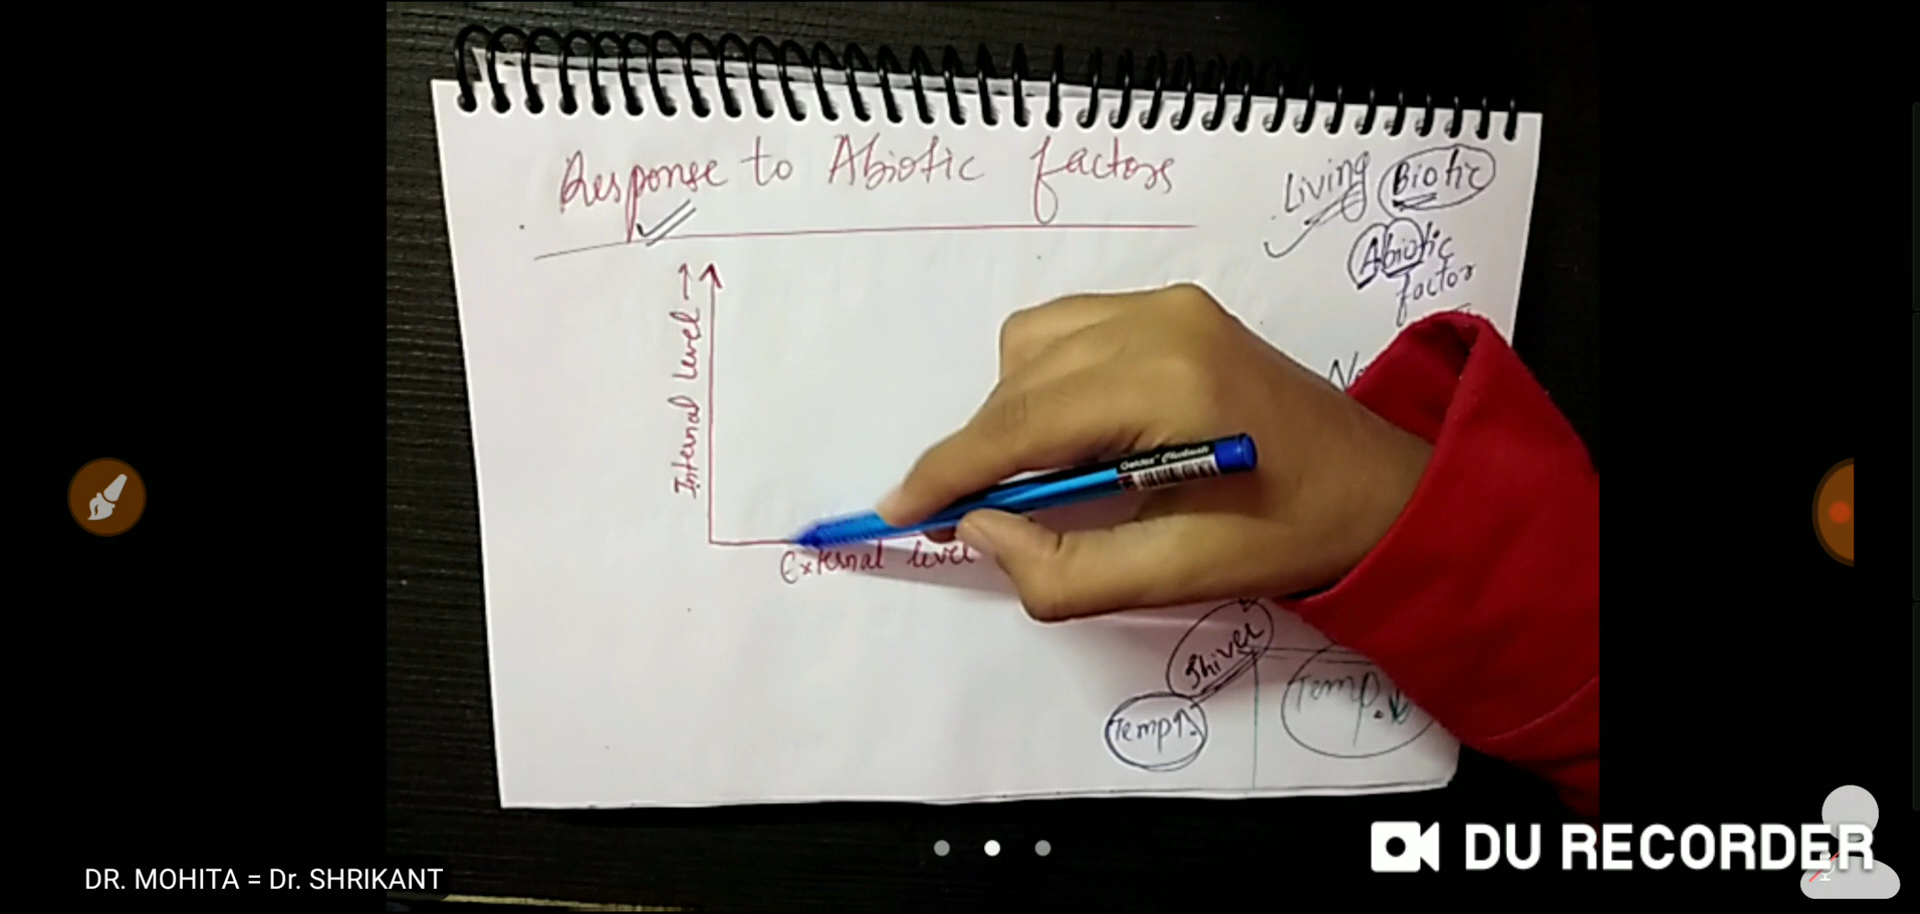 Response to Abiotic factors
Living Biotic
Abiotic
factor
Internal Level →
External level
Shiver
Temp↑
Temp.↓
DU RECORDER
DR. MOHITA = Dr. SHRIKANT